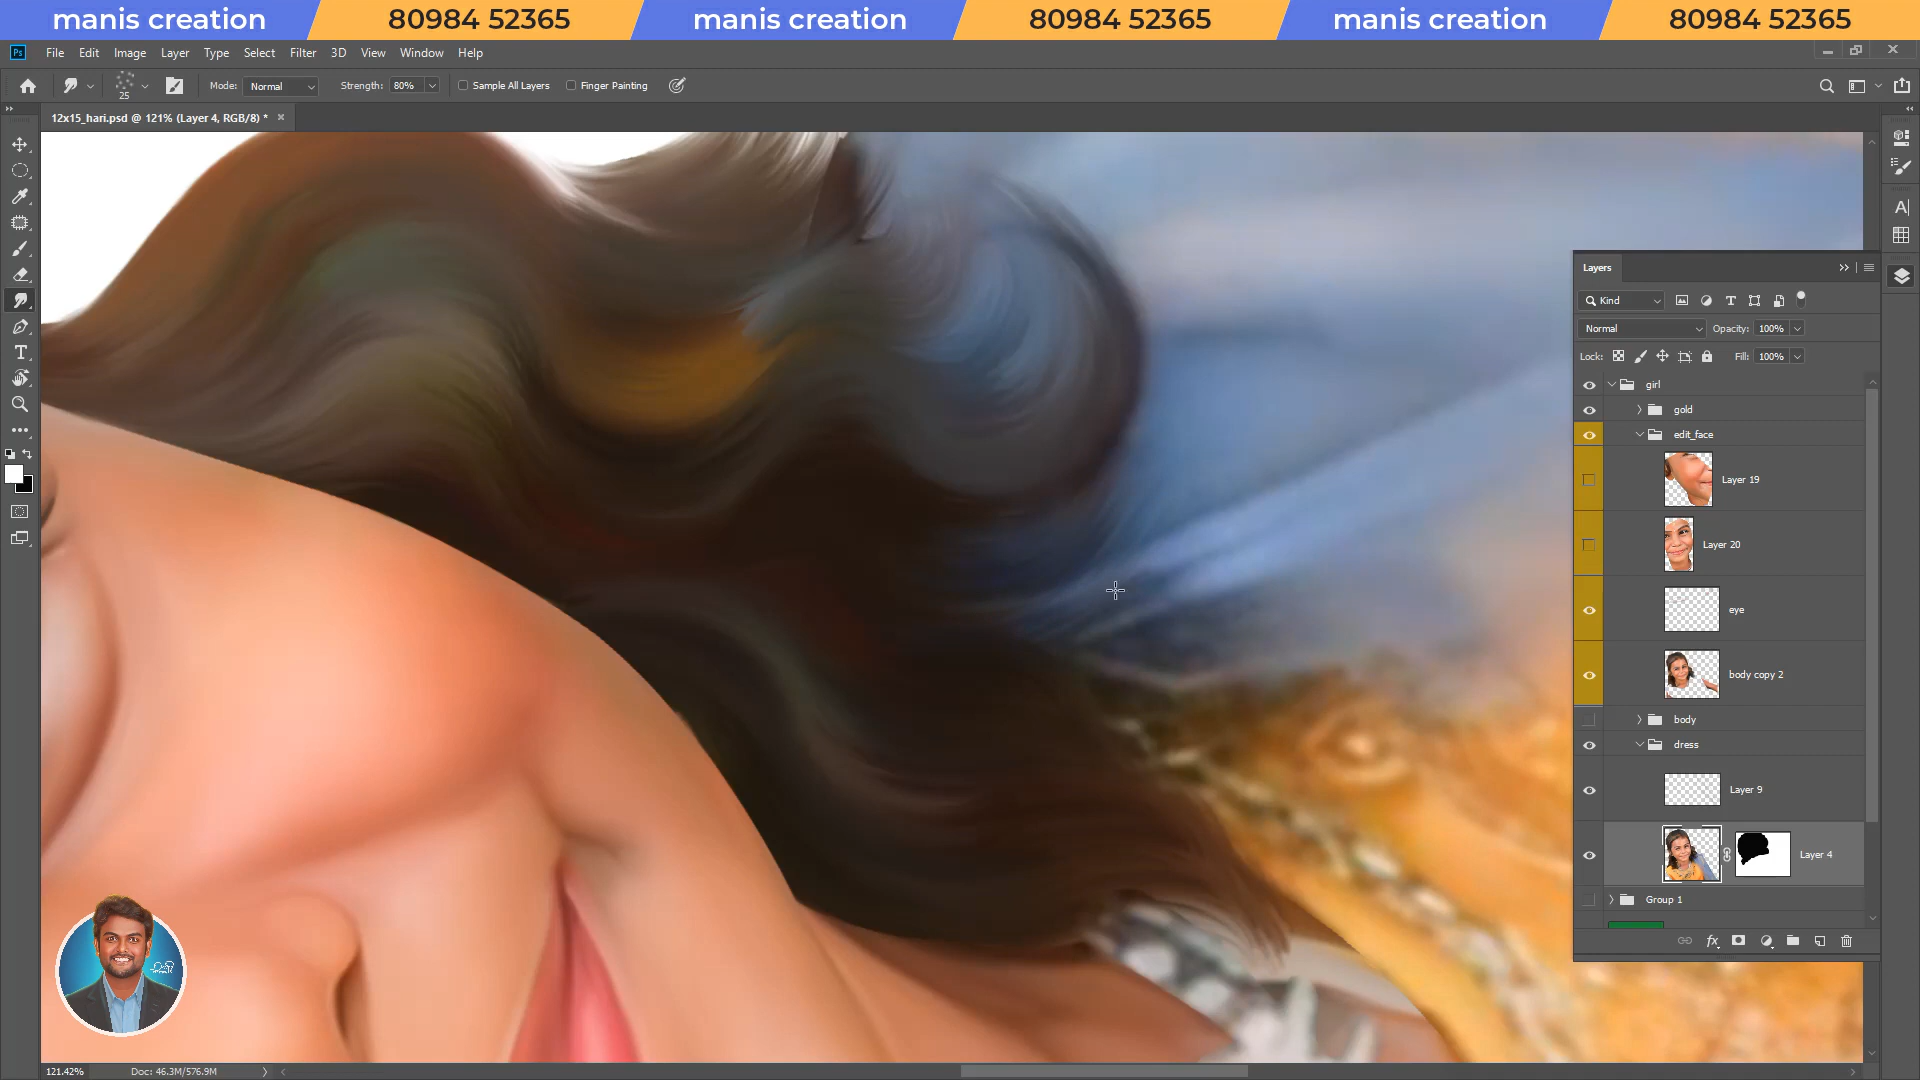 manis creation 80984 52365 manis creation 80984 52365 manis creation 80984 52365
Ps File Edit Image Layer Type Select Filter 3D View Window Help
25 Mode: Normal Strength: 80% Sample All Layers Finger Painting
12x15_hari.psd @ 121% (Layer 4, RGB/8) *
Layers
Kind
Normal Opacity: 100%
Lock: Fill: 100%
girl
gold
edit_face
Layer 19
Layer 20
eye
body copy 2
body
dress
Layer 9
Layer 4
Group 1
fx
121.42% Doc: 46.3M/576.9M